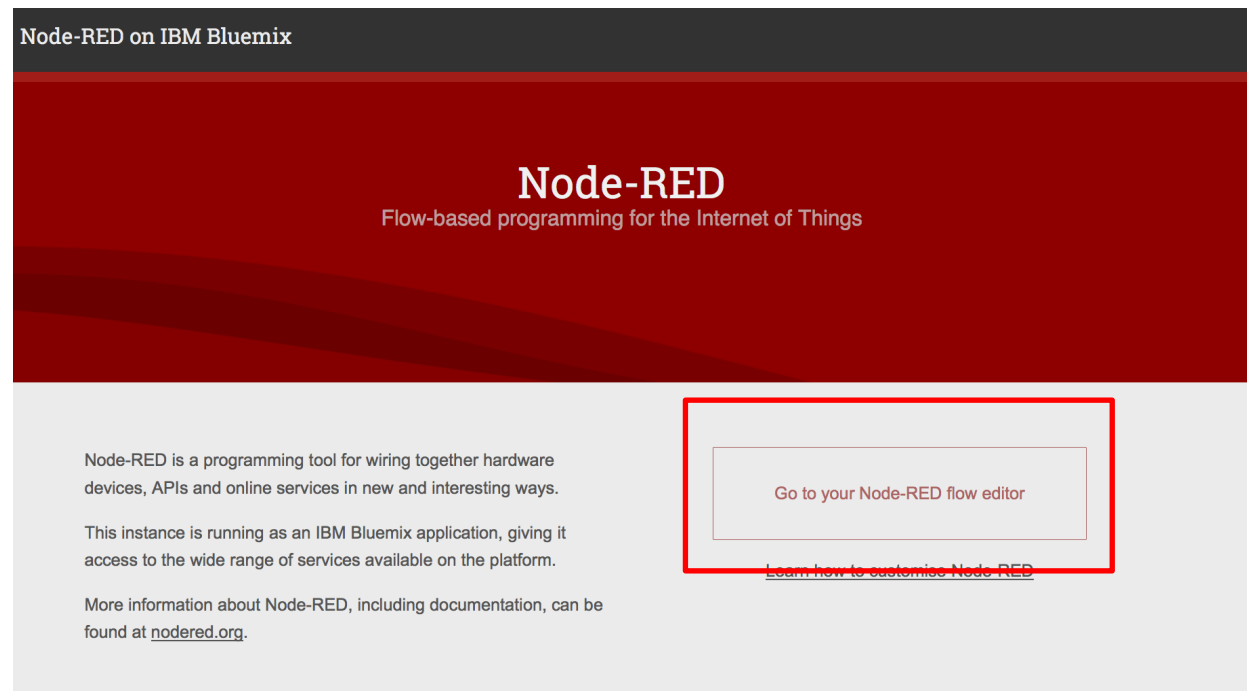 Node-RED on IBM Bluemix
Node-RED
Flow-based programming for the Internet of Things
Node-RED is a programming tool for wiring together hardware
devices, APIs and online services in new and interesting ways.
This instance is running as an IBM Bluemix application, giving it
access to the wide range of services available on the platform.
More information about Node-RED, including documentation, can be
found at nodered.org.
Go to your Node-RED flow editor
Learn how to customise Node-RED